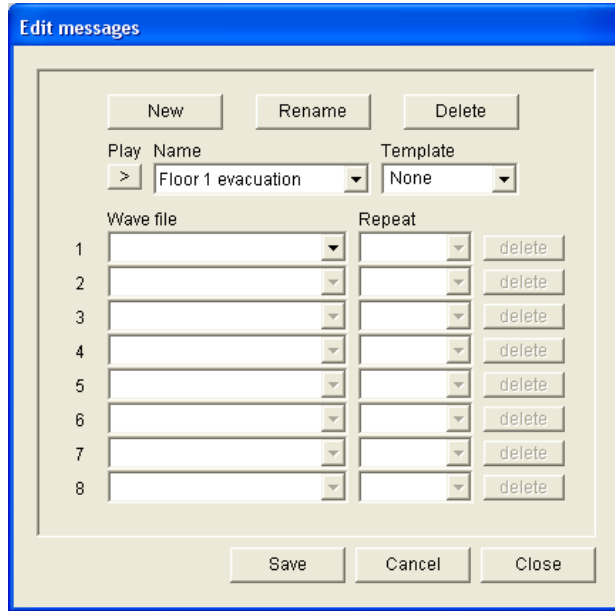 Edit messages
New Rename Delete
Play Name Template
> Floor 1 evacuation None
Wave file Repeat
1 delete
2 delete
3 delete
4 delete
5 delete
6 delete
7 delete
8 delete
Save Cancel Close